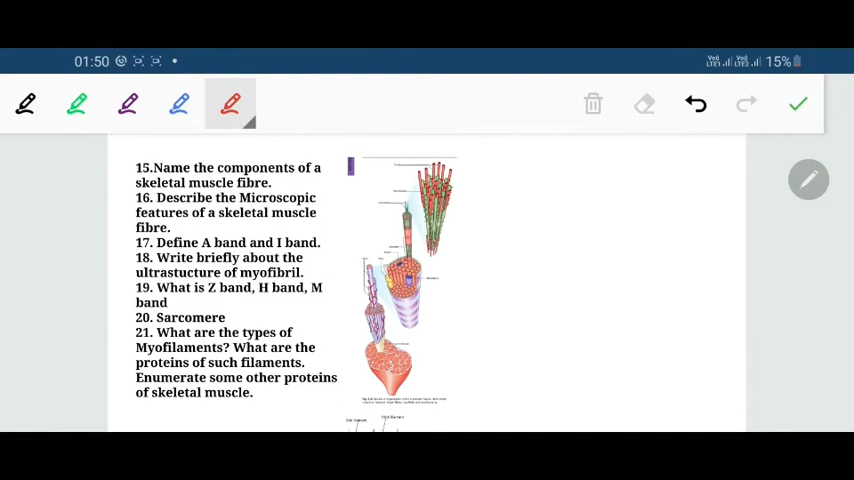 01:50
15%
15.Name the components of a
skeletal muscle fibre.
16. Describe the Microscopic
features of a skeletal muscle
fibre.
17. Define A band and I band.
18. Write briefly about the
ultrastucture of myofibril.
19. What is Z band, H band, M
band
20. Sarcomere
21. What are the types of
Myofilaments? What are the
proteins of such filaments.
Enumerate some other proteins
of skeletal muscle.